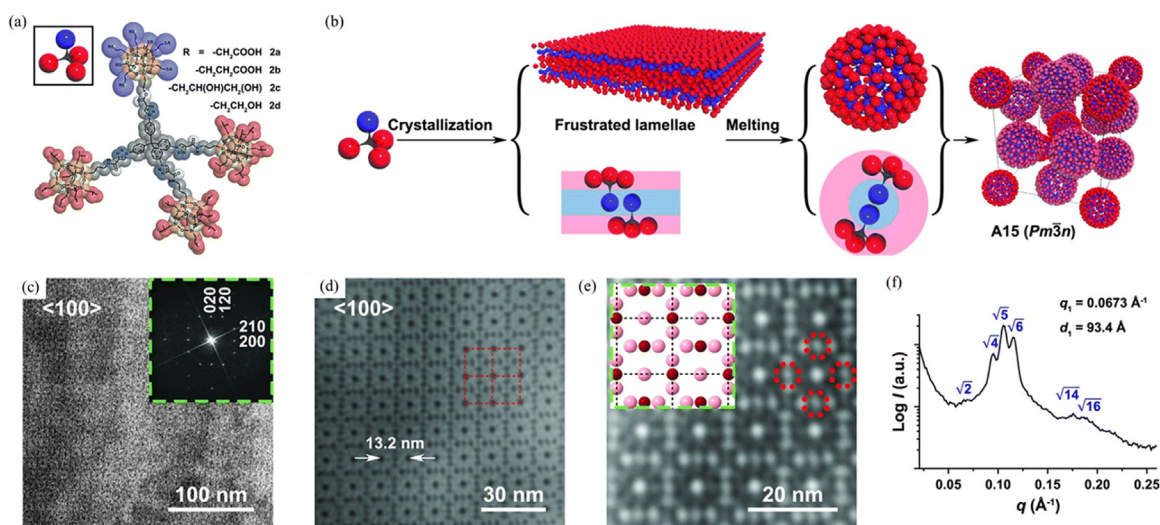 (a)
R = -CH₂COOH 2a
-CH₂CH₂COOH 2b
-CH₂CH(OH)CH₂(OH) 2c
-CH₂CH₂OH 2d
(b)
Crystallization
Frustrated lamellae
Melting
A15 (Pm3̅n)
(c)
<100>
020
120
210
200
100 nm
(d)
<100>
13.2 nm
30 nm
(e)
20 nm
(f)
q₁ = 0.0673 Å⁻¹
d₁ = 93.4 Å
√2
√4
√5
√6
√14
√16
Log I (a.u.)
0.05 0.10 0.15 0.20 0.25
q (Å⁻¹)